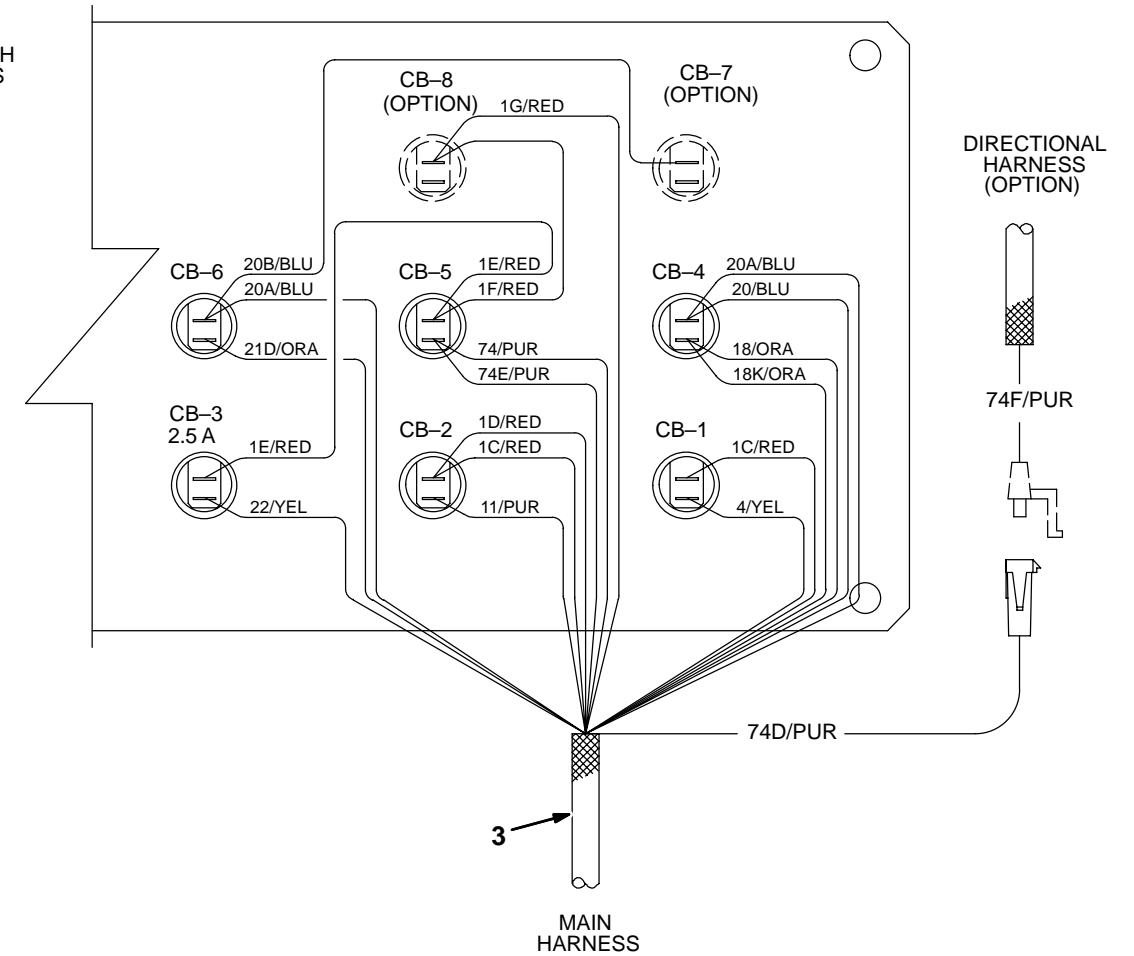 H
S
CB–8
(OPTION)
CB–7
(OPTION)
1G/RED
DIRECTIONAL
HARNESS
(OPTION)
CB–6
20B/BLU
20A/BLU
21D/ORA
CB–5
1E/RED
1F/RED
74/PUR
74E/PUR
CB–4
20A/BLU
20/BLU
18/ORA
18K/ORA
74F/PUR
CB–3
2.5 A
1E/RED
22/YEL
CB–2
1D/RED
1C/RED
11/PUR
CB–1
1C/RED
4/YEL
74D/PUR
3
MAIN
HARNESS